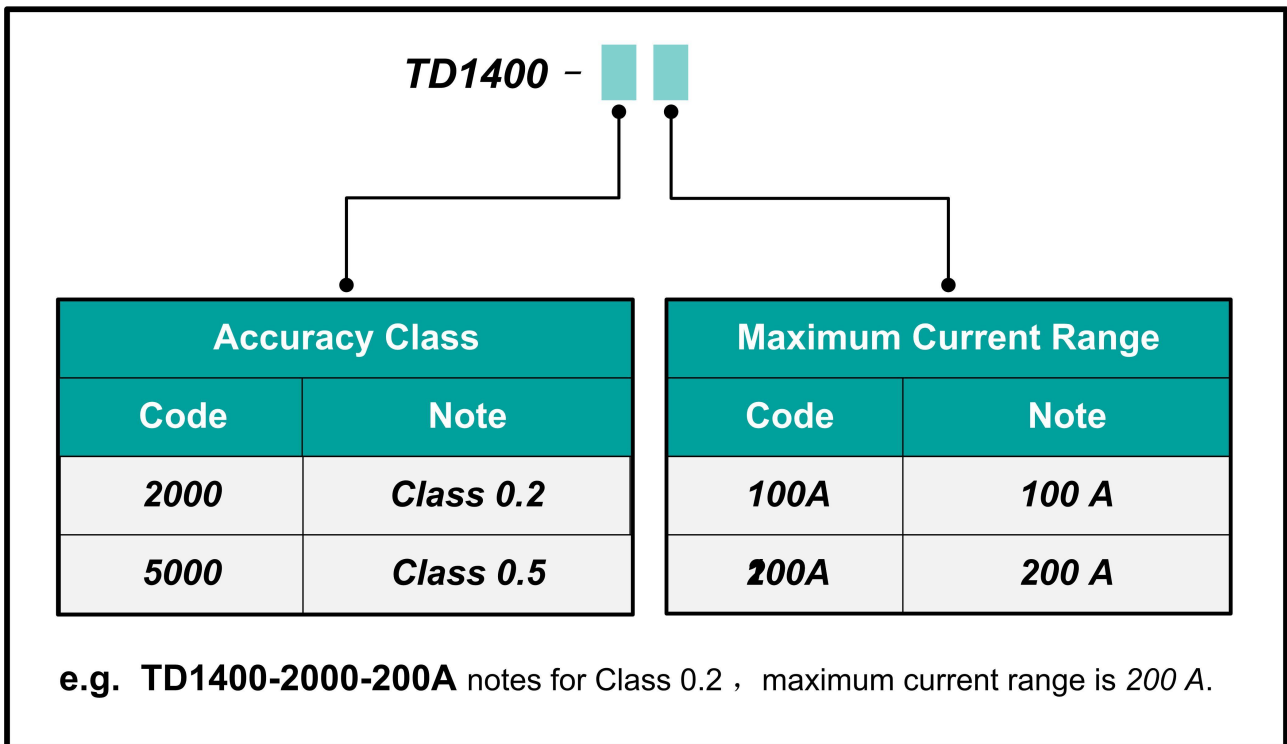 TD1400 -
Accuracy Class
Code Note
2000 Class 0.2
5000 Class 0.5
Maximum Current Range
Code Note
100A 100 A
200 A
e.g. TD1400-2000-200A notes for Class 0.2 ， maximum current range is 200 A.